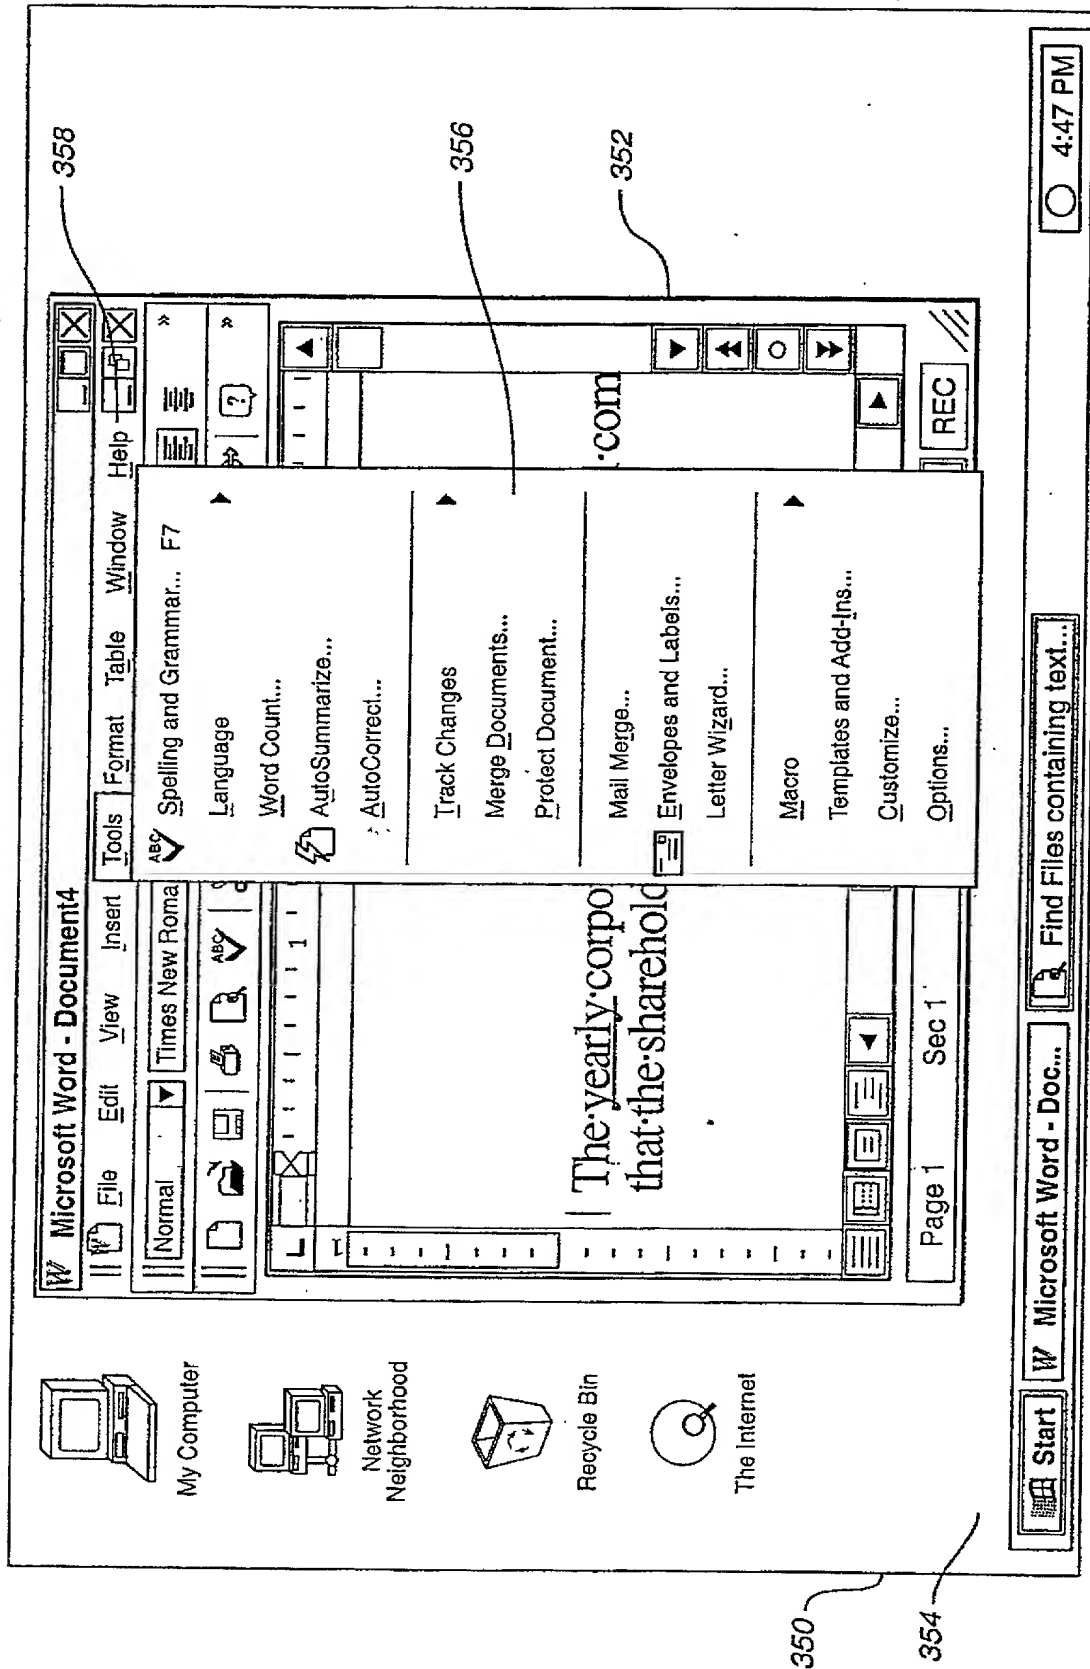 358
356
352
W Microsoft Word - Document4
W File Edit View Insert Tools Format Table Window Help
Normal Times New Roma
»
ABC ? »
L 1
1
ABC Spelling and Grammar... F7
Language
Word Count...
AutoSummarize...
AutoCorrect...
Track Changes
Merge Documents...
Protect Document...
Mail Merge...
Envelopes and Labels...
Letter Wizard...
Macro
Templates and Add-Ins...
Customize...
Options...
The·yearly·corpo
·com
that·the·sharehold
Page 1 Sec 1 REC
My Computer
Network
Neighborhood
Recycle Bin
The Internet
Start W Microsoft Word - Doc... Find Files containing text... 4:47 PM
350
354